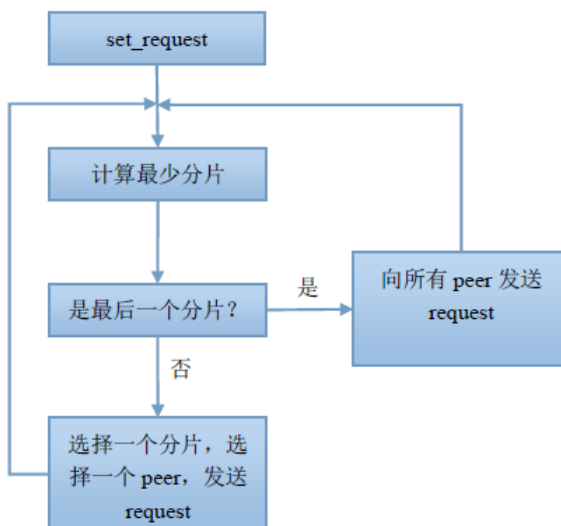 set_request
计算最少分片
是最后一个分片？
是
向所有 peer 发送
request
否
选择一个分片，选
择一个 peer，发送
request